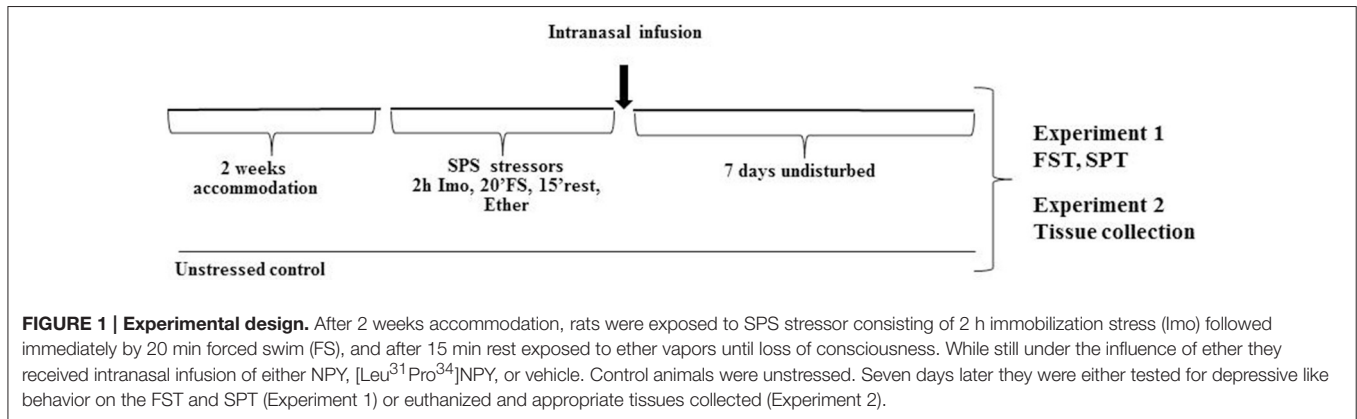 Intranasal infusion
2 weeks
accommodation
SPS stressors
2h Imo, 20'FS, 15'rest,
Ether
7 days undisturbed
Experiment 1
FST, SPT
Experiment 2
Tissue collection
Unstressed control
FIGURE 1 | Experimental design. After 2 weeks accommodation, rats were exposed to SPS stressor consisting of 2 h immobilization stress (Imo) followed
immediately by 20 min forced swim (FS), and after 15 min rest exposed to ether vapors until loss of consciousness. While still under the influence of ether they
received intranasal infusion of either NPY, [Leu³¹Pro³⁴]NPY, or vehicle. Control animals were unstressed. Seven days later they were either tested for depressive like
behavior on the FST and SPT (Experiment 1) or euthanized and appropriate tissues collected (Experiment 2).